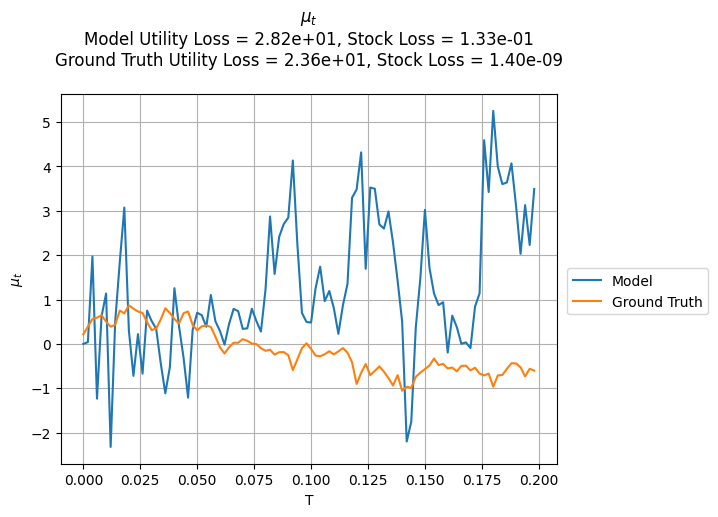 μt
Model Utility Loss = 2.82e+01, Stock Loss = 1.33e-01
Ground Truth Utility Loss = 2.36e+01, Stock Loss = 1.40e-09
5
4
3
2
1
0
−1
−2
μt
0.000 0.025 0.050 0.075 0.100 0.125 0.150 0.175 0.200
T
Model
Ground Truth